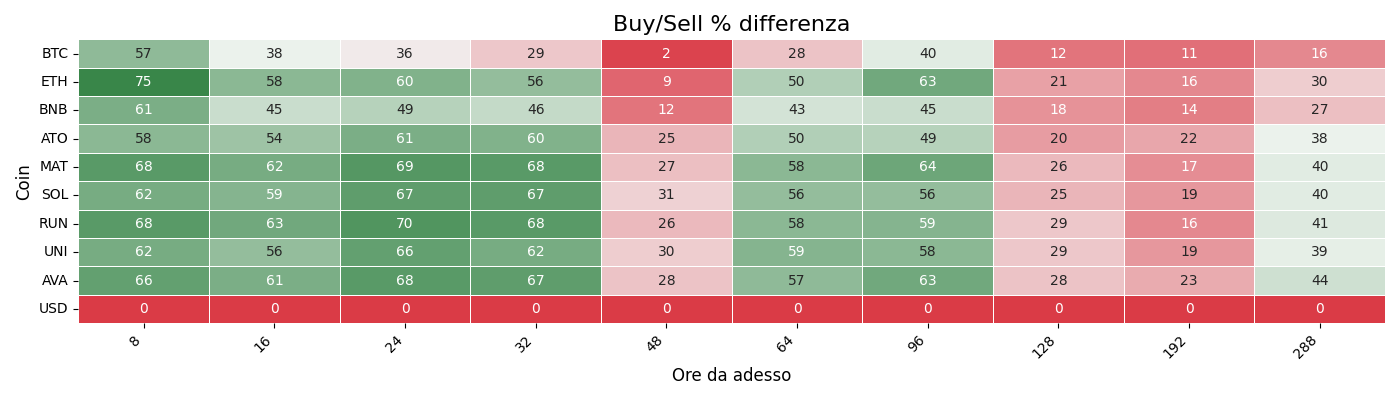 Buy/Sell % differenza
Coin
BTC 57 38 36 29 2 28 40 12 11 16
ETH 75 58 60 56 9 50 63 21 16 30
BNB 61 45 49 46 12 43 45 18 14 27
ATO 58 54 61 60 25 50 49 20 22 38
MAT 68 62 69 68 27 58 64 26 17 40
SOL 62 59 67 67 31 56 56 25 19 40
RUN 68 63 70 68 26 58 59 29 16 41
UNI 62 56 66 62 30 59 58 29 19 39
AVA 66 61 68 67 28 57 63 28 23 44
USD 0 0 0 0 0 0 0 0 0 0
8 16 24 32 48 64 96 128 192 288
Ore da adesso